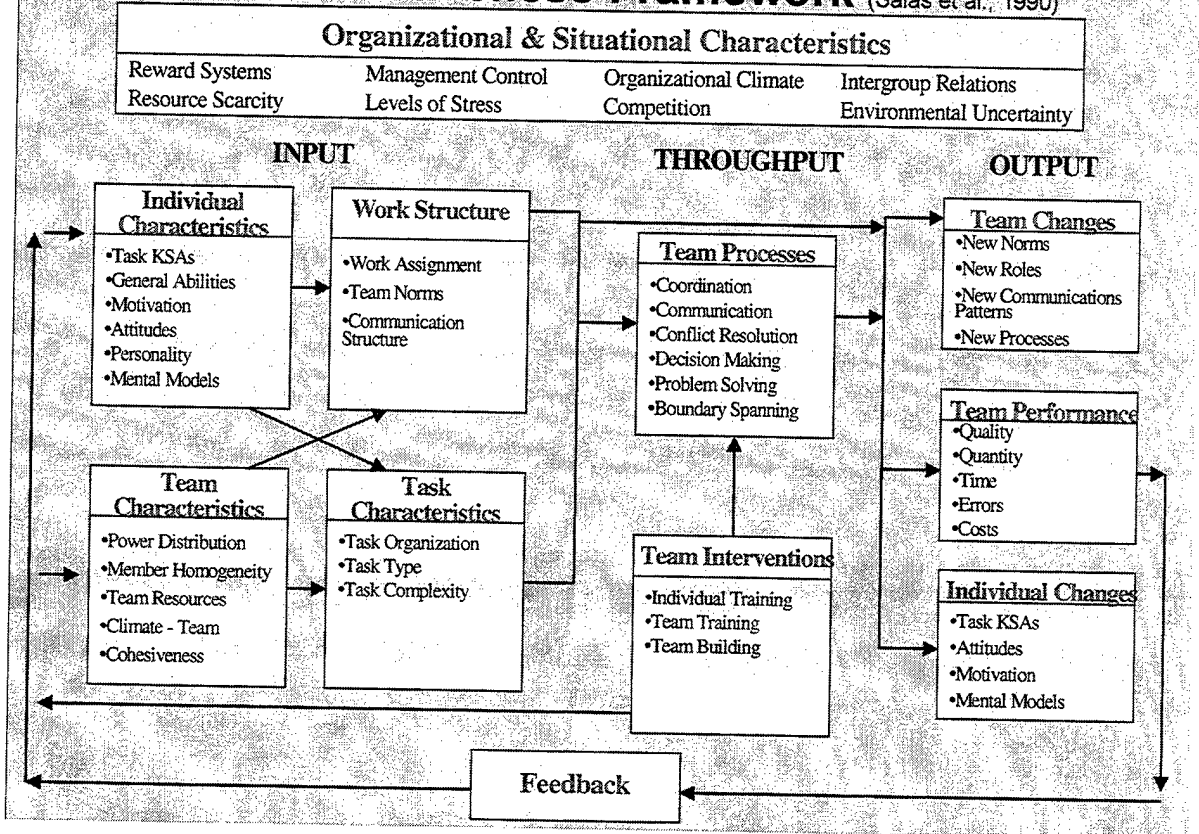 Framework (Salas et al., 1990)
Organizational & Situational Characteristics
Reward Systems Management Control Organizational Climate Intergroup Relations
Resource Scarcity Levels of Stress Competition Environmental Uncertainty
INPUT THROUGHPUT OUTPUT
Individual
Characteristics
•Task KSAs
•General Abilities
•Motivation
•Attitudes
•Personality
•Mental Models
Work Structure
•Work Assignment
•Team Norms
•Communication
Structure
Team
Characteristics
•Power Distribution
•Member Homogeneity
•Team Resources
•Climate - Team
•Cohesiveness
Task
Characteristics
•Task Organization
•Task Type
•Task Complexity
Team Processes
•Coordination
•Communication
•Conflict Resolution
•Decision Making
•Problem Solving
•Boundary Spanning
Team Interventions
•Individual Training
•Team Training
•Team Building
Team Changes
•New Norms
•New Roles
•New Communications
Patterns
•New Processes
Team Performance
•Quality
•Quantity
•Time
•Errors
•Costs
Individual Changes
•Task KSAs
•Attitudes
•Motivation
•Mental Models
Feedback